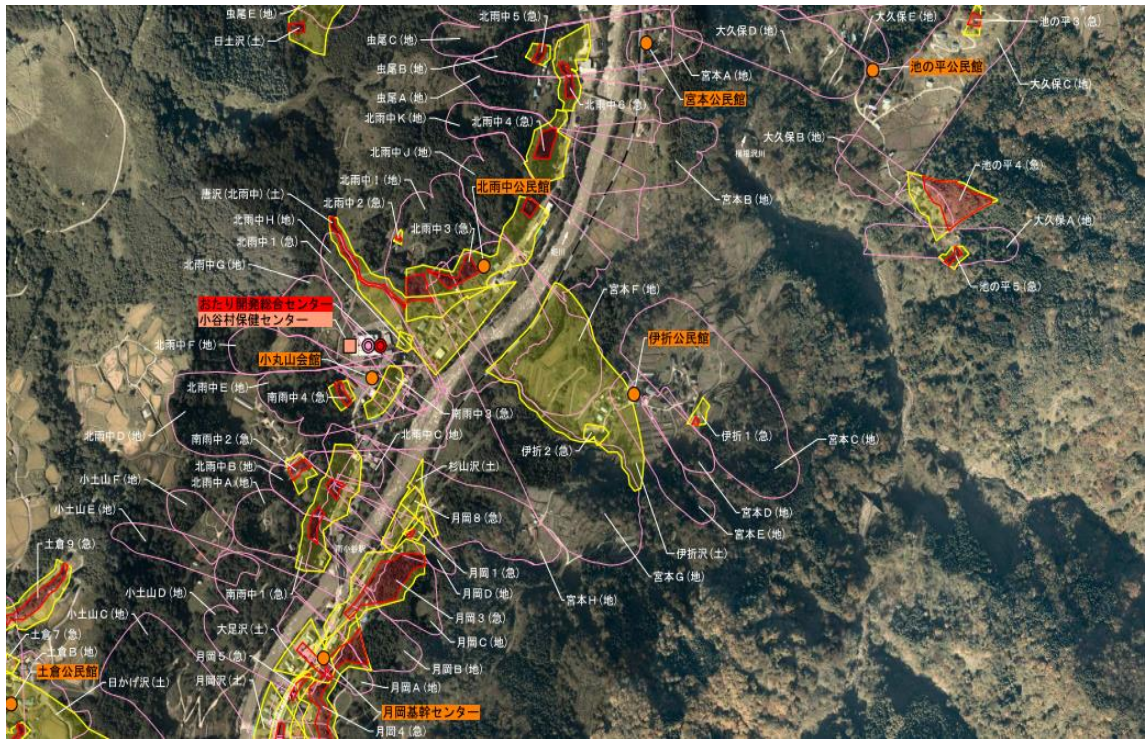 虫尾E(地)
日土沢(土)
虫尾C(地)
虫尾B(地)
虫尾A(地)
北雨中K(地)
北雨中J(地)
北雨中I(地)
北雨中2(急)
唐沢(北雨中)(土)
北雨中H(地)
北雨中1(急)
北雨中G(地)
北雨中5(急)
北雨中6(急)
北雨中4(急)
北雨中公民館
北雨中3(急)
宮本A(地)
宮本公民館
宮本B(地)
大久保D(地)
大久保E(地)
池の平3(急)
池の平公民館
大久保C(地)
大久保B(地)
池の平4(急)
大久保A(地)
池の平5(急)
姫川
おたり開発総合センター
小谷村保健センター
北雨中F(地)
小丸山会館
北雨中E(地)
南雨中4(急)
北雨中D(地)
南雨中3(急)
北雨中C(地)
南雨中2(急)
北雨中B(地)
北雨中A(地)
宮本F(地)
伊折公民館
伊折1(急)
伊折2(急)
宮本C(地)
宮本D(地)
宮本E(地)
伊折沢(土)
宮本G(地)
宮本H(地)
小土山F(地)
小土山E(地)
小土山D(地)
小土山C(地)
土倉9(急)
土倉7(急)
土倉B(地)
土倉公民館
日かげ沢(土)
杉山沢(土)
月岡8(急)
南小谷駅
月岡1(急)
月岡D(地)
月岡3(急)
月岡C(地)
月岡B(地)
月岡A(地)
南雨中1(急)
大足沢(土)
月岡5(急)
月岡沢(土)
月岡基幹センター
月岡4(急)